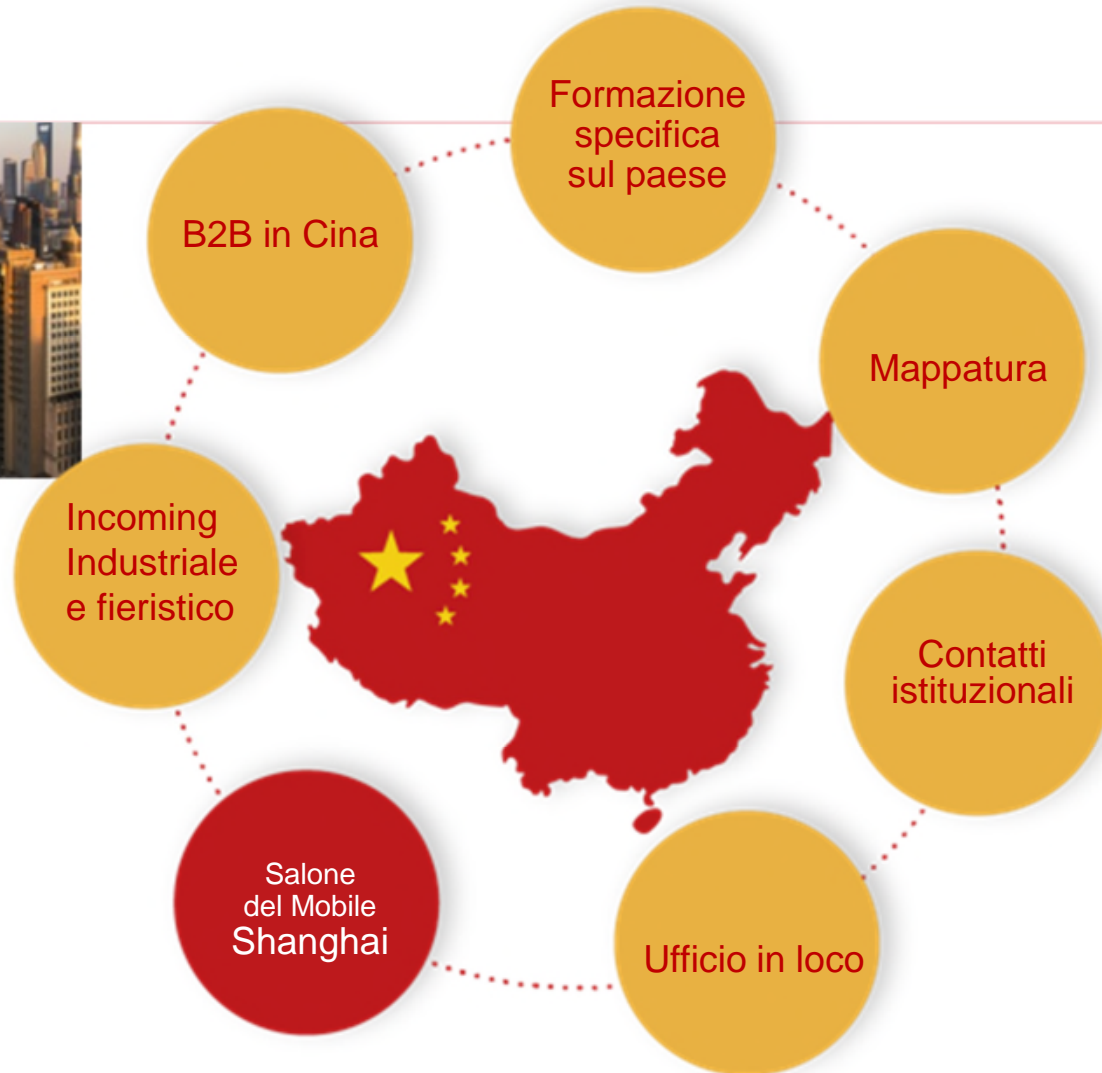 Formazione
specifica
sul paese
B2B in Cina
Mappatura
Incoming
Industriale
e fieristico
Contatti
istituzionali
Salone
del Mobile
Shanghai
Ufficio in loco